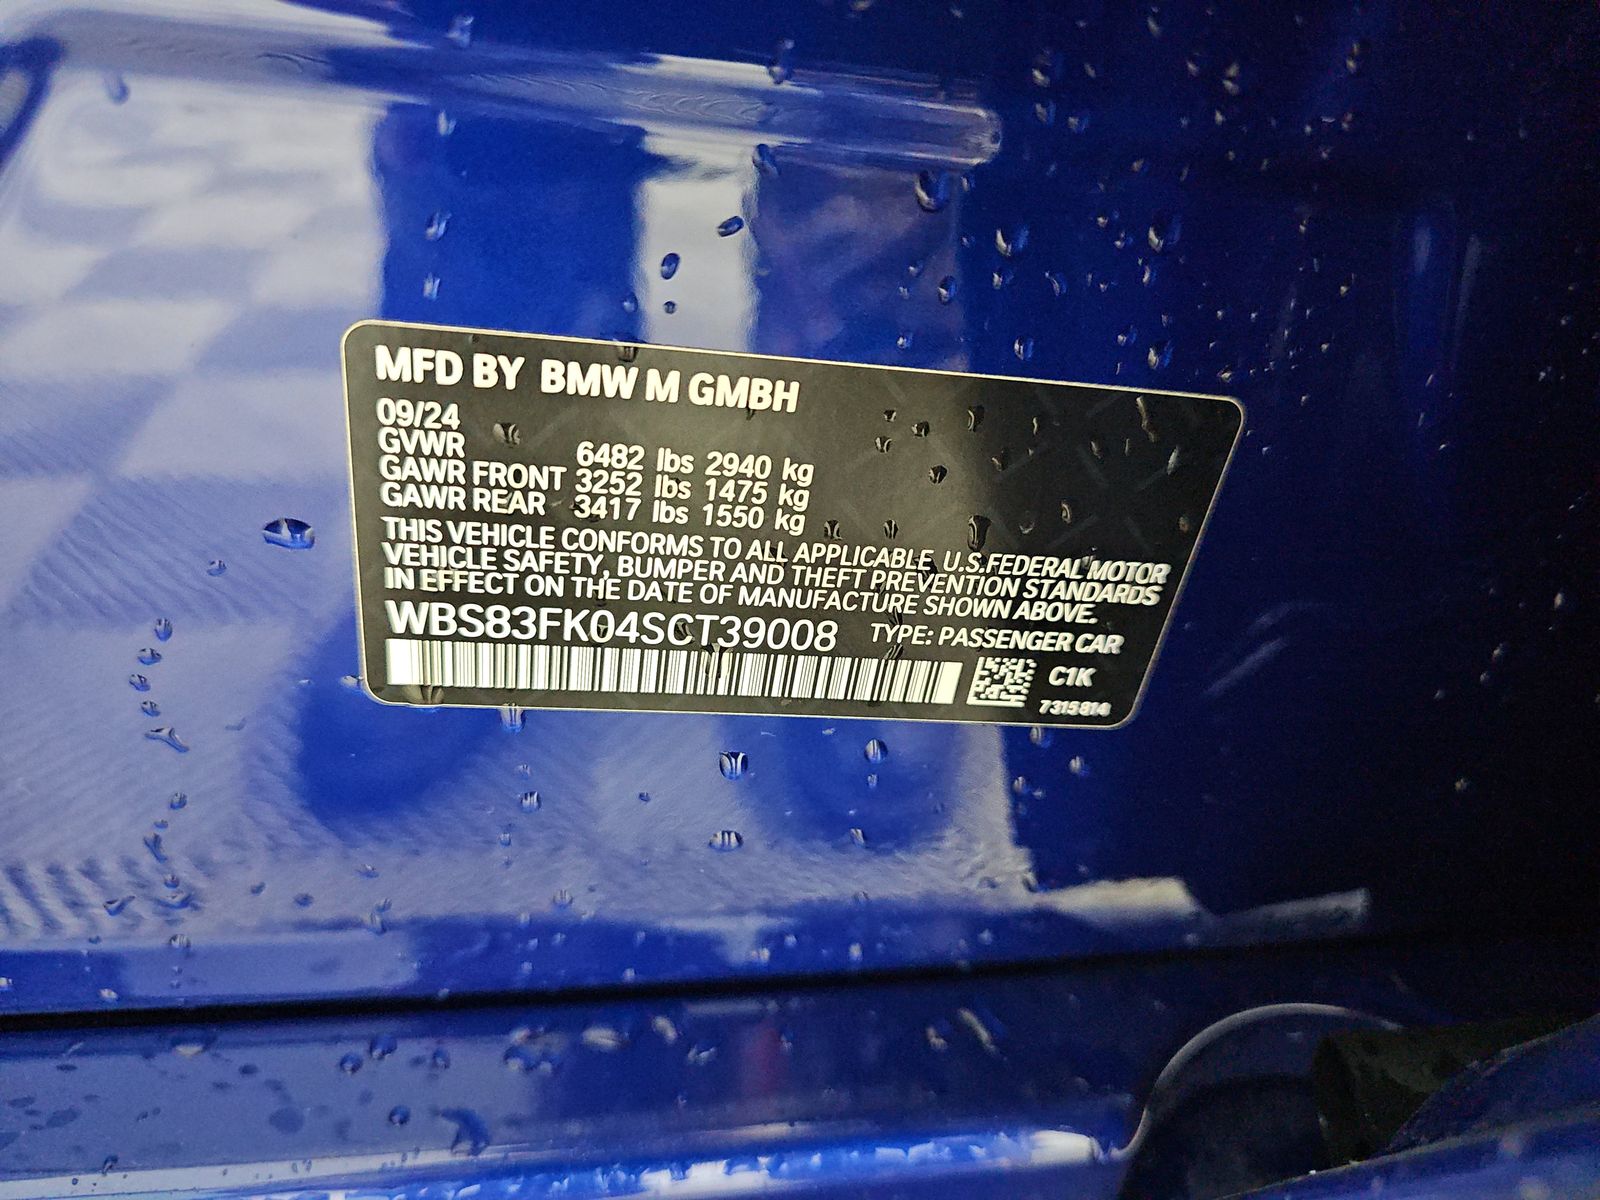 MFD BY BMW M GMBH
09/24
GVWR 6482 lbs 2940 kg
GAWR FRONT 3252 lbs 1475 kg
GAWR REAR 3417 lbs 1550 kg
THIS VEHICLE CONFORMS TO ALL APPLICABLE U.S.FEDERAL MOTOR
VEHICLE SAFETY, BUMPER AND THEFT PREVENTION STANDARDS
IN EFFECT ON THE DATE OF MANUFACTURE SHOWN ABOVE.
WBS83FK04SCT39008 TYPE: PASSENGER CAR
C1K
7315814